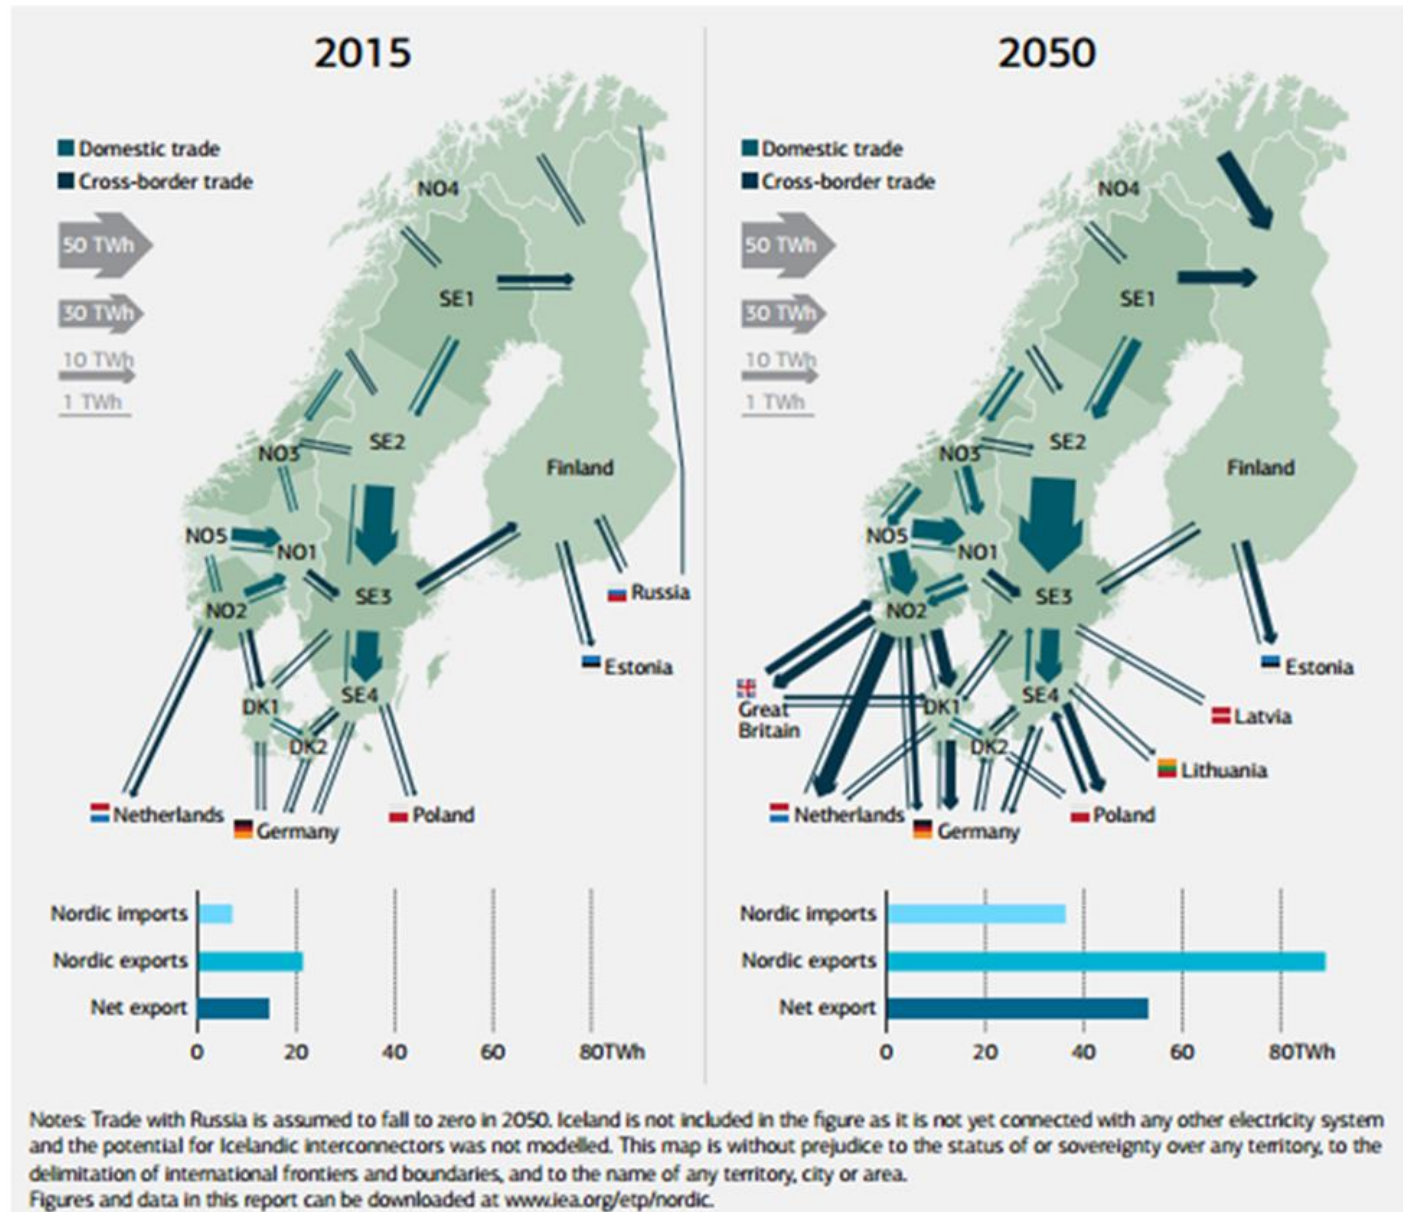 2015
Domestic trade
Cross-border trade
50 TWh
30 TWh
10 TWh
1 TWh
NO4
SE1
SE2
NO3
Finland
NO5
NO1
SE3
NO2
Russia
Estonia
SE4
DK1
DK2
Netherlands
Germany
Poland
Nordic imports
Nordic exports
Net export
0 20 40 60 80TWh
2050
Domestic trade
Cross-border trade
50 TWh
30 TWh
10 TWh
1 TWh
NO4
SE1
SE2
NO3
Finland
NO5
NO1
SE3
NO2
Estonia
Great
Britain
SE4
DK1
Latvia
DK2
Lithuania
Netherlands
Germany
Poland
Nordic imports
Nordic exports
Net export
0 20 40 60 80TWh
Notes: Trade with Russia is assumed to fall to zero in 2050. Iceland is not included in the figure as it is not yet connected with any other electricity system
and the potential for Icelandic interconnectors was not modelled. This map is without prejudice to the status of or sovereignty over any territory, to the
delimitation of international frontiers and boundaries, and to the name of any territory, city or area.
Figures and data in this report can be downloaded at www.iea.org/etp/nordic.